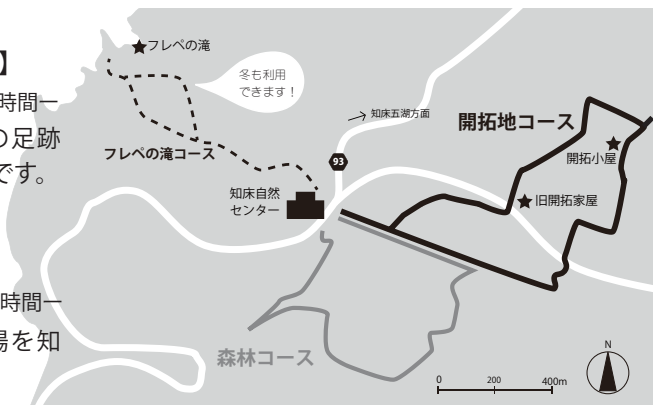 】
時間ー
の足跡
です。
時間ー
場を知
フレペの滝
冬も利用
できます！
フレペの滝コース
知床五湖方面
93
開拓地コース
開拓小屋
旧開拓家屋
知床自然
センター
森林コース
0 200 400m
N